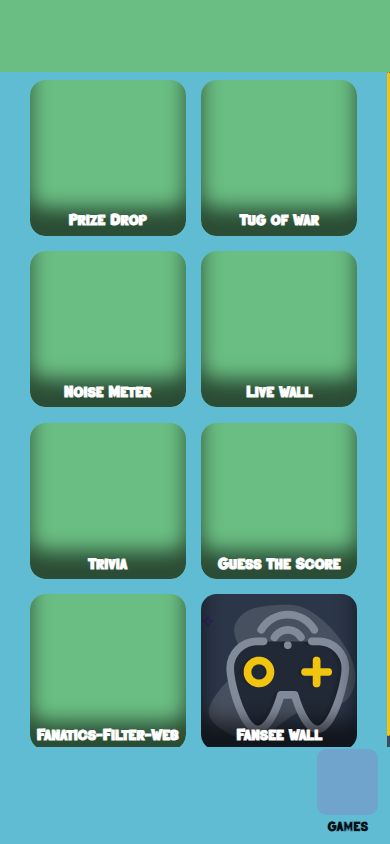 Prize Drop
Tug of War
Noise Meter
Live Wall
Trivia
Guess The Score
Fanatics-Filter-Web
Fansee Wall
GAMES